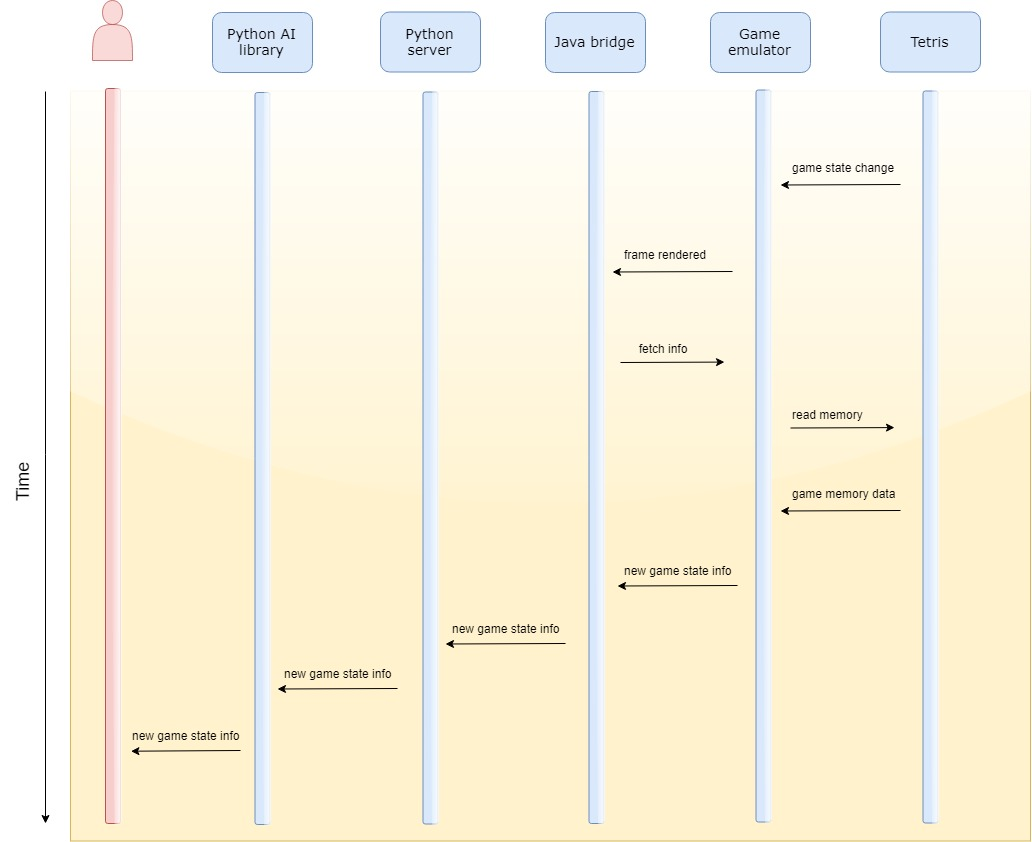 Python AI
library
Python
server
Java bridge
Game
emulator
Tetris
game state change
frame rendered
fetch info
read memory
Time
game memory data
new game state info
new game state info
new game state info
new game state info